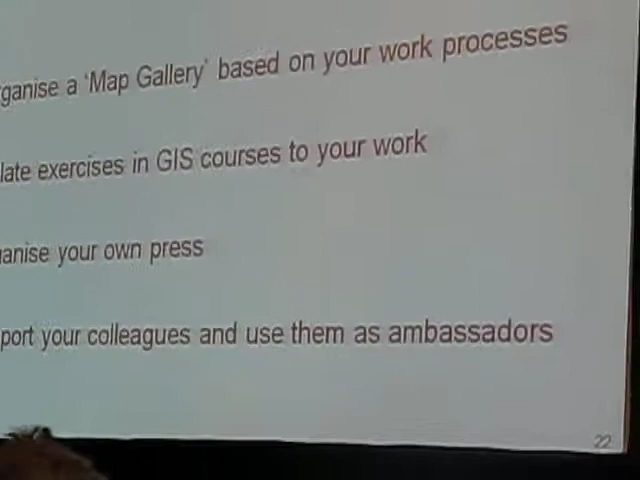 ganise a 'Map Gallery' based on your work processes
late exercises in GIS courses to your work
anise your own press
port your colleagues and use them as ambassadors
22